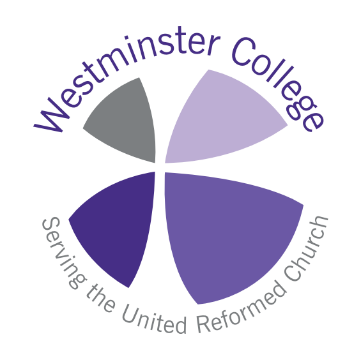 Westminster College
Serving the United Reformed Church